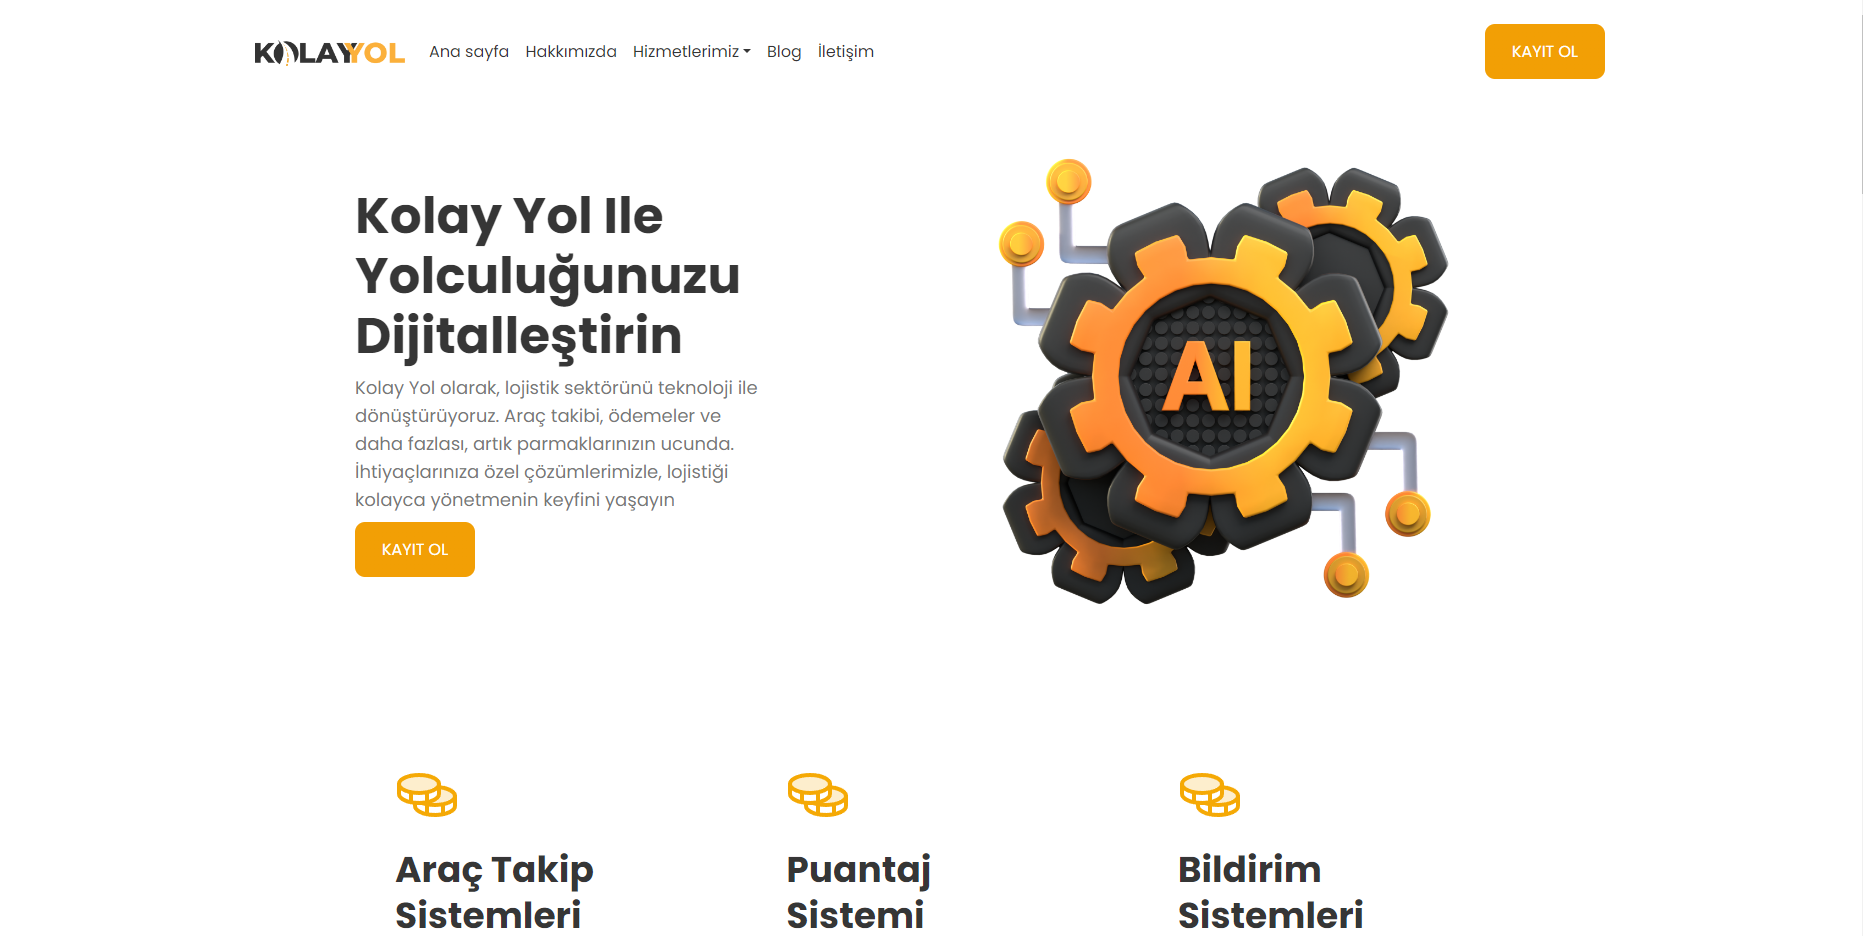 KOLAYYOL
Ana sayfa
Hakkımızda
Hizmetlerimiz
Blog
İletişim
KAYIT OL
Kolay Yol Ile
Yolculuğunuzu
Dijitalleştirin
Kolay Yol olarak, lojistik sektörünü teknoloji ile
dönüştürüyoruz. Araç takibi, ödemeler ve
daha fazlası, artık parmaklarınızın ucunda.
İhtiyaçlarınıza özel çözümlerimizle, lojistiği
kolayca yönetmenin keyfini yaşayın
KAYIT OL
AI
Araç Takip
Sistemleri
Puantaj
Sistemi
Bildirim
Sistemleri